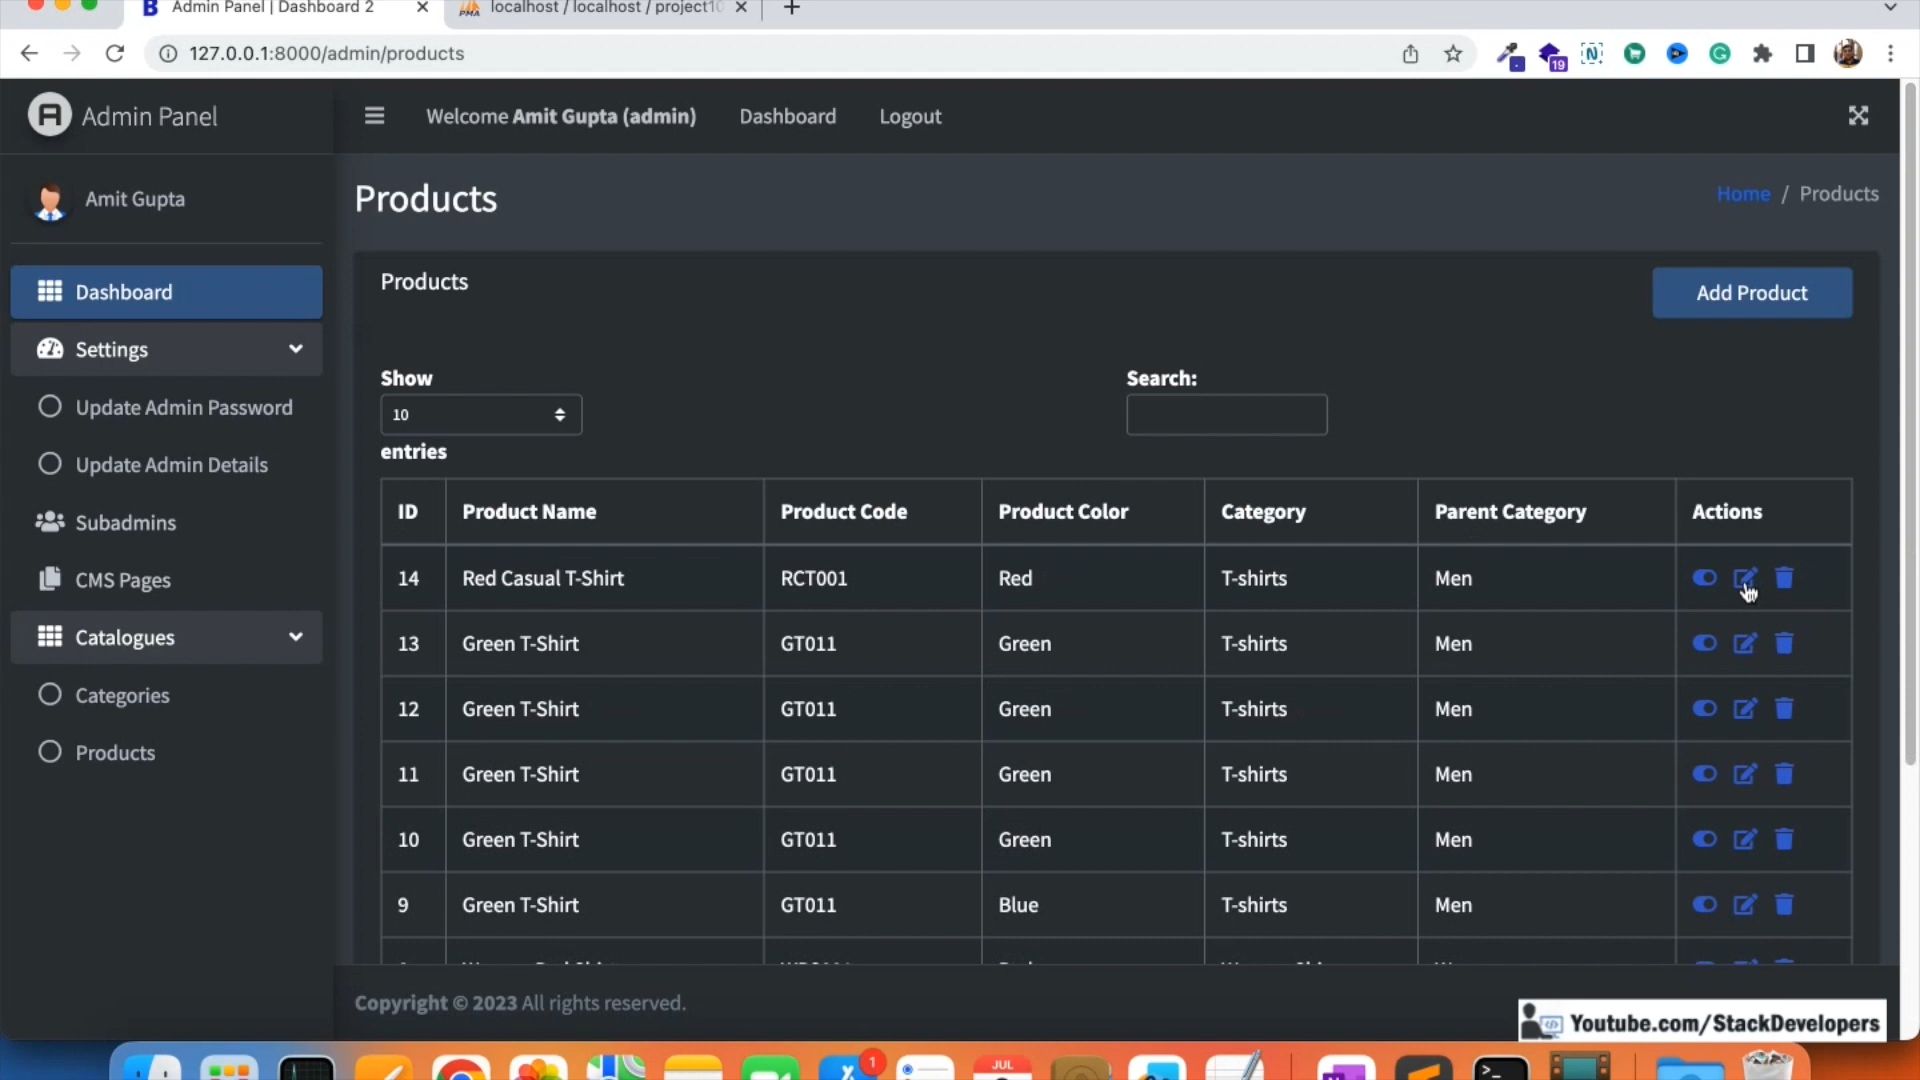 Admin Panel | Dashboard 2
localhost / localhost / project10
127.0.0.1:8000/admin/products
19
Admin Panel
Welcome Amit Gupta (admin) Dashboard Logout
Amit Gupta
Products
Home / Products
Dashboard
Products
Add Product
Settings
Show
Search:
10
Update Admin Password
entries
Update Admin Details
ID Product Name Product Code Product Color Category Parent Category Actions
Subadmins
14 Red Casual T-Shirt RCT001 Red T-shirts Men
CMS Pages
13 Green T-Shirt GT011 Green T-shirts Men
Catalogues
12 Green T-Shirt GT011 Green T-shirts Men
Categories
11 Green T-Shirt GT011 Green T-shirts Men
Products
10 Green T-Shirt GT011 Green T-shirts Men
9 Green T-Shirt GT011 Blue T-shirts Men
Copyright © 2023 All rights reserved.
Youtube.com/StackDevelopers
1
JUL